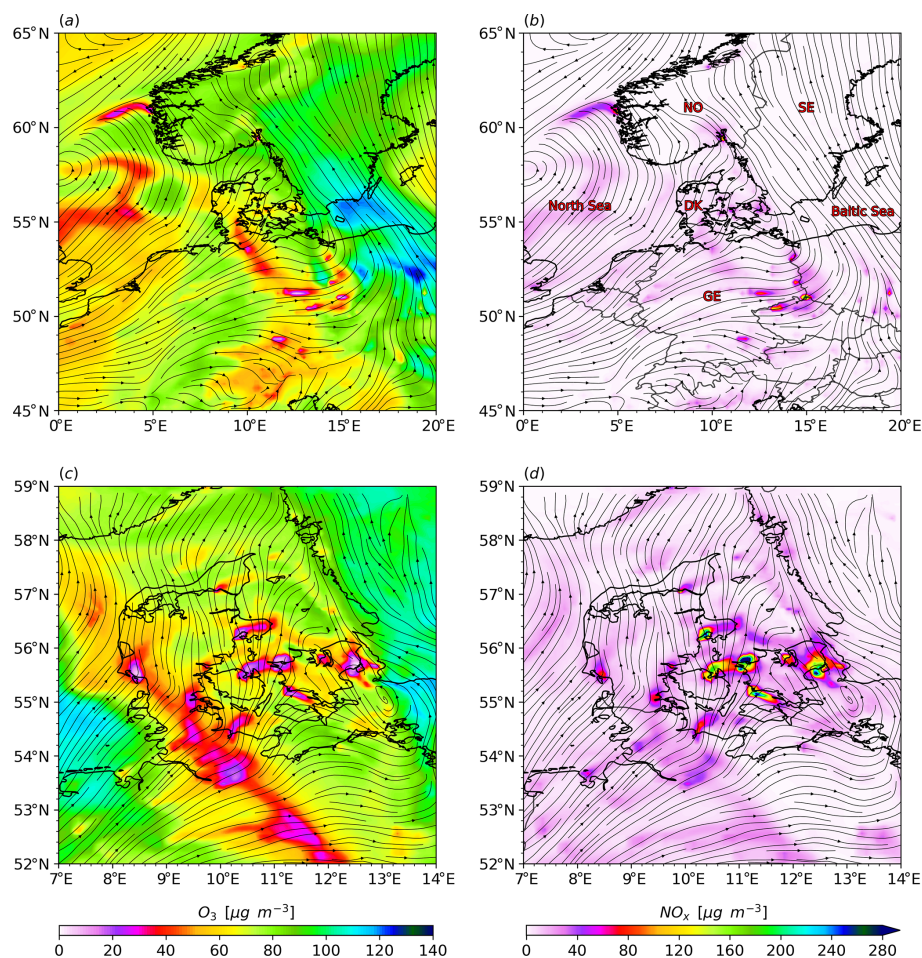 (a) (b)
65°N 65°N
NO SE
60°N 60°N
55°N 55°N North Sea DK Baltic Sea
GE
50°N 50°N
45°N 45°N
0°E 5°E 10°E 15°E 20°E 0°E 5°E 10°E 15°E 20°E
(c) (d)
59°N 59°N
58°N 58°N
57°N 57°N
56°N 56°N
55°N 55°N
54°N 54°N
53°N 53°N
52°N 52°N
7°E 8°E 9°E 10°E 11°E 12°E 13°E 14°E 7°E 8°E 9°E 10°E 11°E 12°E 13°E 14°E
O₃ [μg m⁻³] NOₓ [μg m⁻³]
0 20 40 60 80 100 120 140 0 40 80 120 160 200 240 280